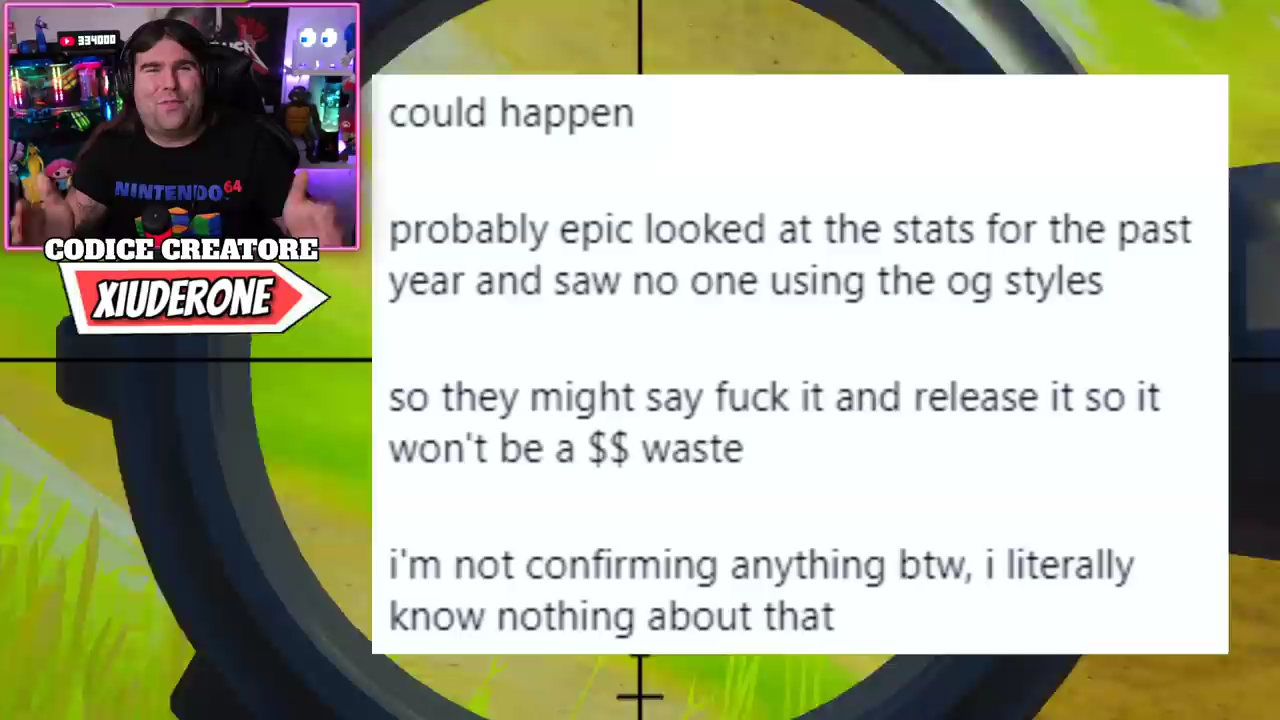 334000
NINTENDO 64
CODICE CREATORE
XIUDERONE
could happen
probably epic looked at the stats for the past
year and saw no one using the og styles
so they might say fuck it and release it so it
won't be a $$ waste
i'm not confirming anything btw, i literally
know nothing about that